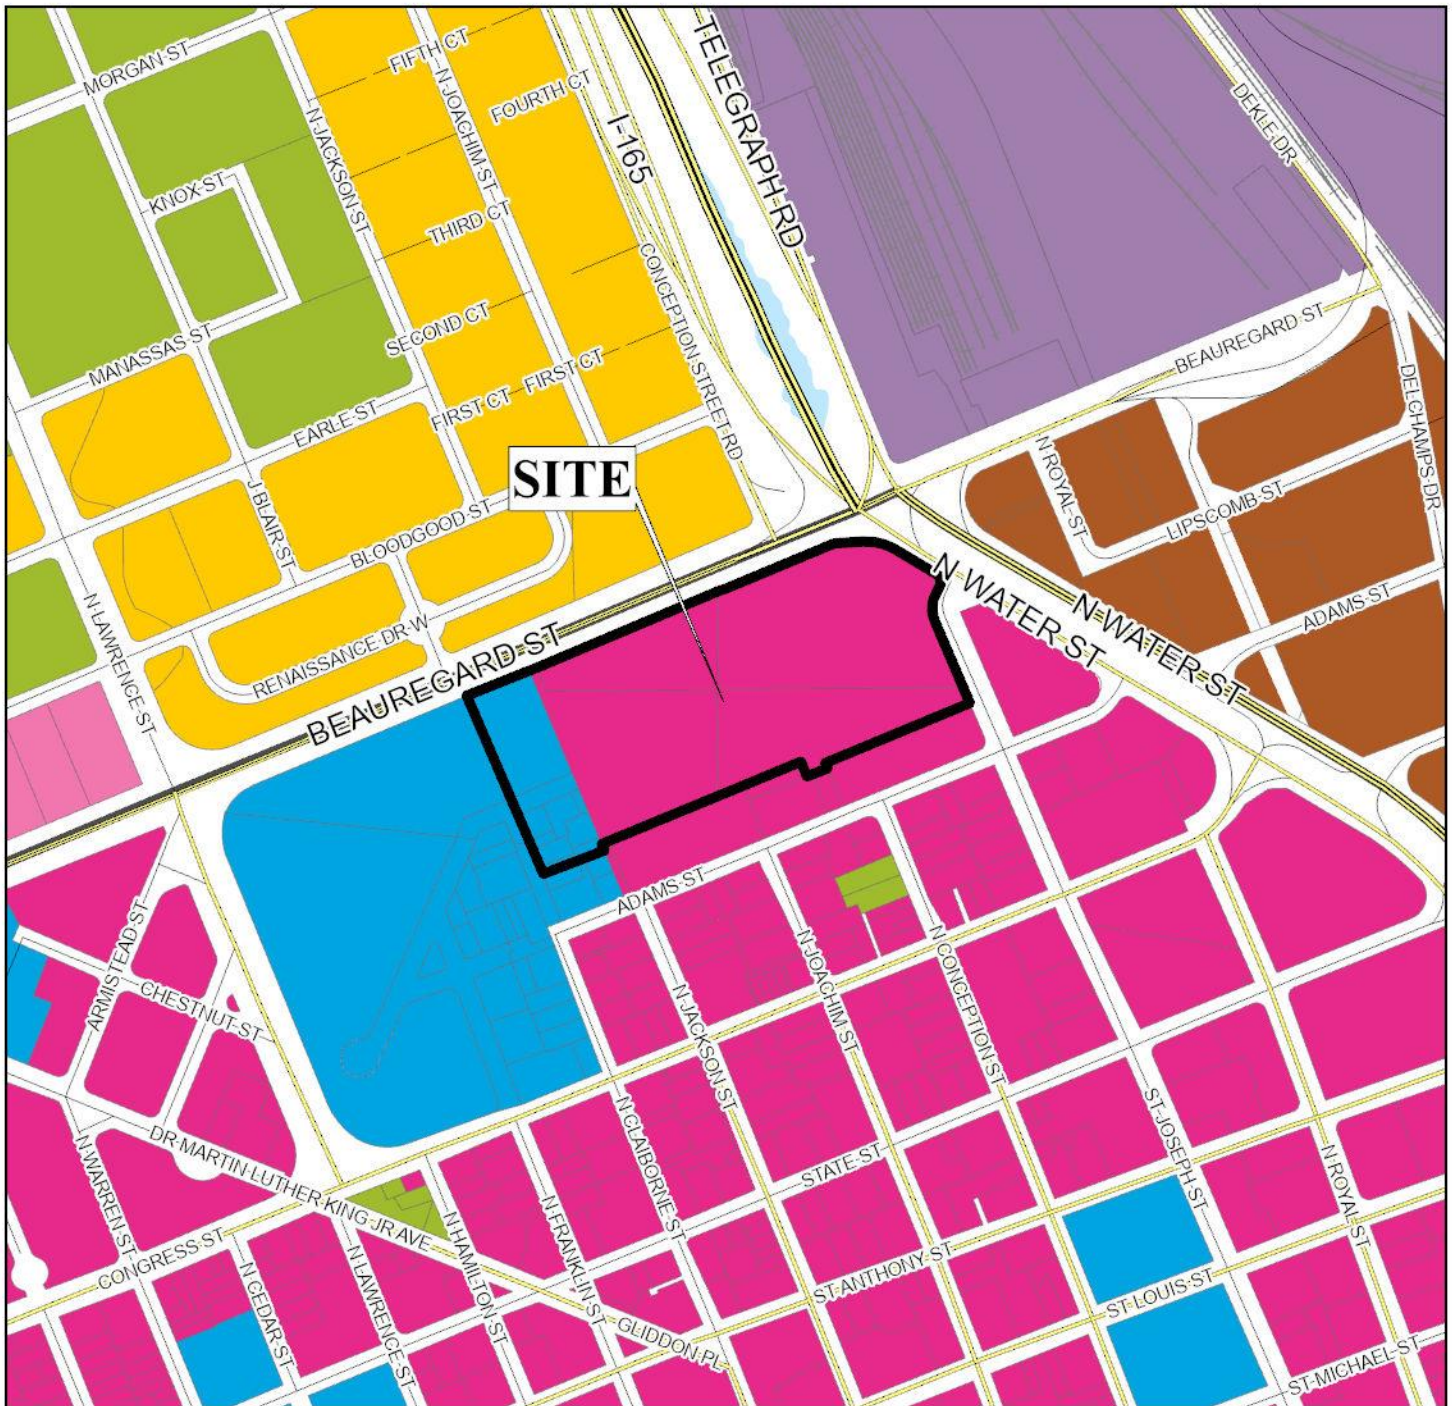 MORGAN ST
FIFTH CT
FOURTH CT
N JOACHIM ST
N JACKSON ST
I-165
TELEGRAPH RD
DEKLE DR
KNOX ST
THIRD CT
CONCEPTION STREET RD
SECOND CT
FIRST CT
FIRST CT
MANASSAS ST
EARLE ST
BEAUREGARD ST
DELCHAMPS DR
N ROYAL ST
LIPSCOMB ST
SITE
J BLAIR ST
BLOODGOOD ST
N LAWRENCE ST
RENAISSANCE DR W
BEAUREGARD ST
N WATER ST
N WATER ST
ADAMS ST
ADAMS ST
ARMISTEAD ST
CHESTNUT ST
N JACKSON ST
N JOACHIM ST
N CONCEPTION ST
ST JOSEPH ST
N ROYAL ST
N WARREN ST
DR MARTIN LUTHER KING JR AVE
CONGRESS ST
N CEDAR ST
N LAWRENCE ST
N HAMILTON ST
N FRANKLIN ST
N CLAIBORNE ST
STATE ST
ST ANTHONY ST
ST LOUIS ST
GLIDDON PL
ST MICHAEL ST